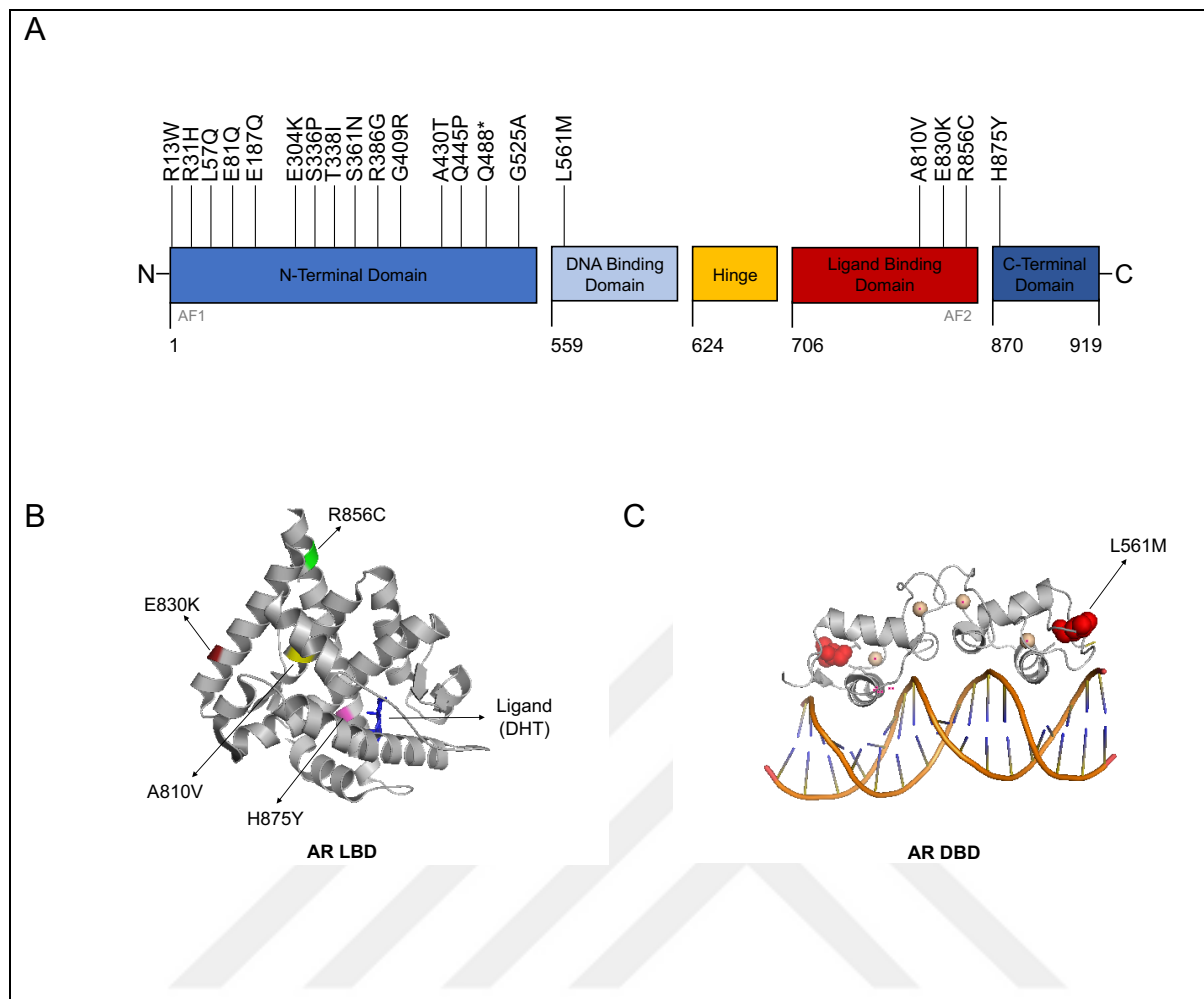 A
R13W
R31H
L57Q
E81Q
E187Q
E304K
S336P
T338I
S361N
R386G
G409R
A430T
Q445P
Q488*
G525A
L561M
A810V
E830K
R856C
H875Y
N
N-Terminal Domain
DNA Binding
Domain
Hinge
Ligand Binding
Domain
C-Terminal
Domain
C
AF1
AF2
1
559
624
706
870
919
B
R856C
E830K
Ligand
(DHT)
A810V
H875Y
AR LBD
C
L561M
AR DBD